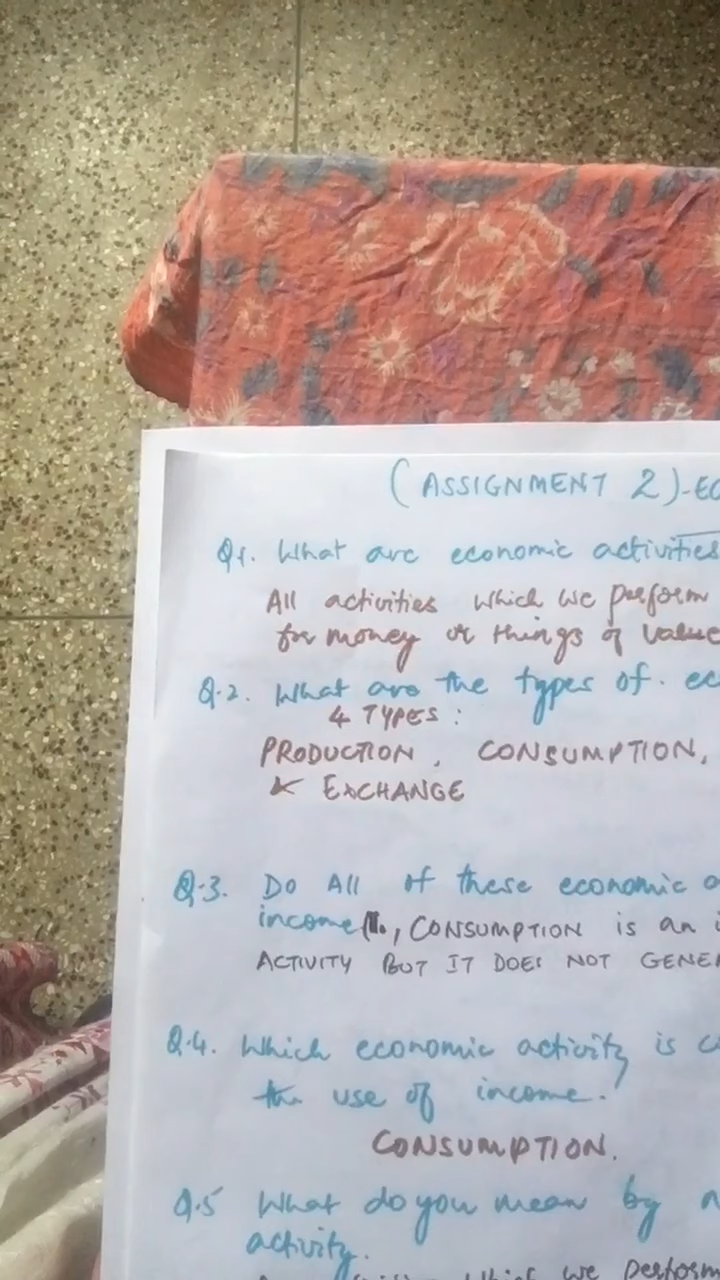 (ASSIGNMENT 2)-EC
Q1. What are economic activities
All activities which we perform
for money or things of value
Q.2. What are the types of. ec
4 TYPES :
PRODUCTION, CONSUMPTION,
& EXCHANGE
Q.3. Do All of these economic a
income , CONSUMPTION is an i
ACTIVITY BUT IT DOES NOT GENER
Q.4. Which economic activity is c
the use of income.?
CONSUMPTION.
Q.5 What do you mean by n
activity.
which we perform